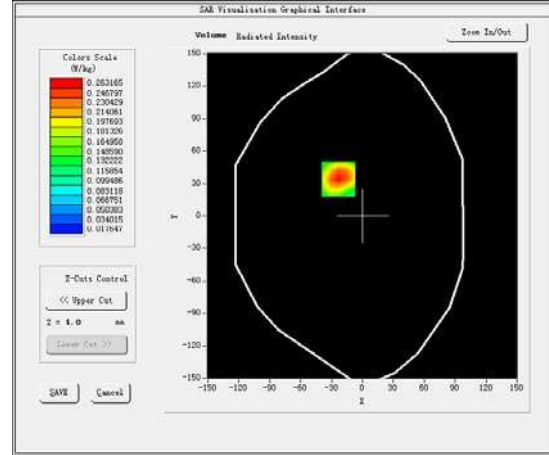 SAR Visualisation Graphical Interface
Volume Radiated Intensity
Zoom In/Out
Colors Scale
(W/kg)
0.263165
0.246797
0.230429
0.214061
0.197693
0.181326
0.164958
0.148590
0.132222
0.115854
0.099486
0.083118
0.066751
0.050383
0.034015
0.017647
Z-Cuts Control
<< Upper Cut
Z = 4.0 mm
Lower Cut >>
SAVE Cancel
150
120
90
60
30
0
-30
-60
-90
-120
-150
Y
-150 -120 -90 -60 -30 0 30 60 90 120 150
X